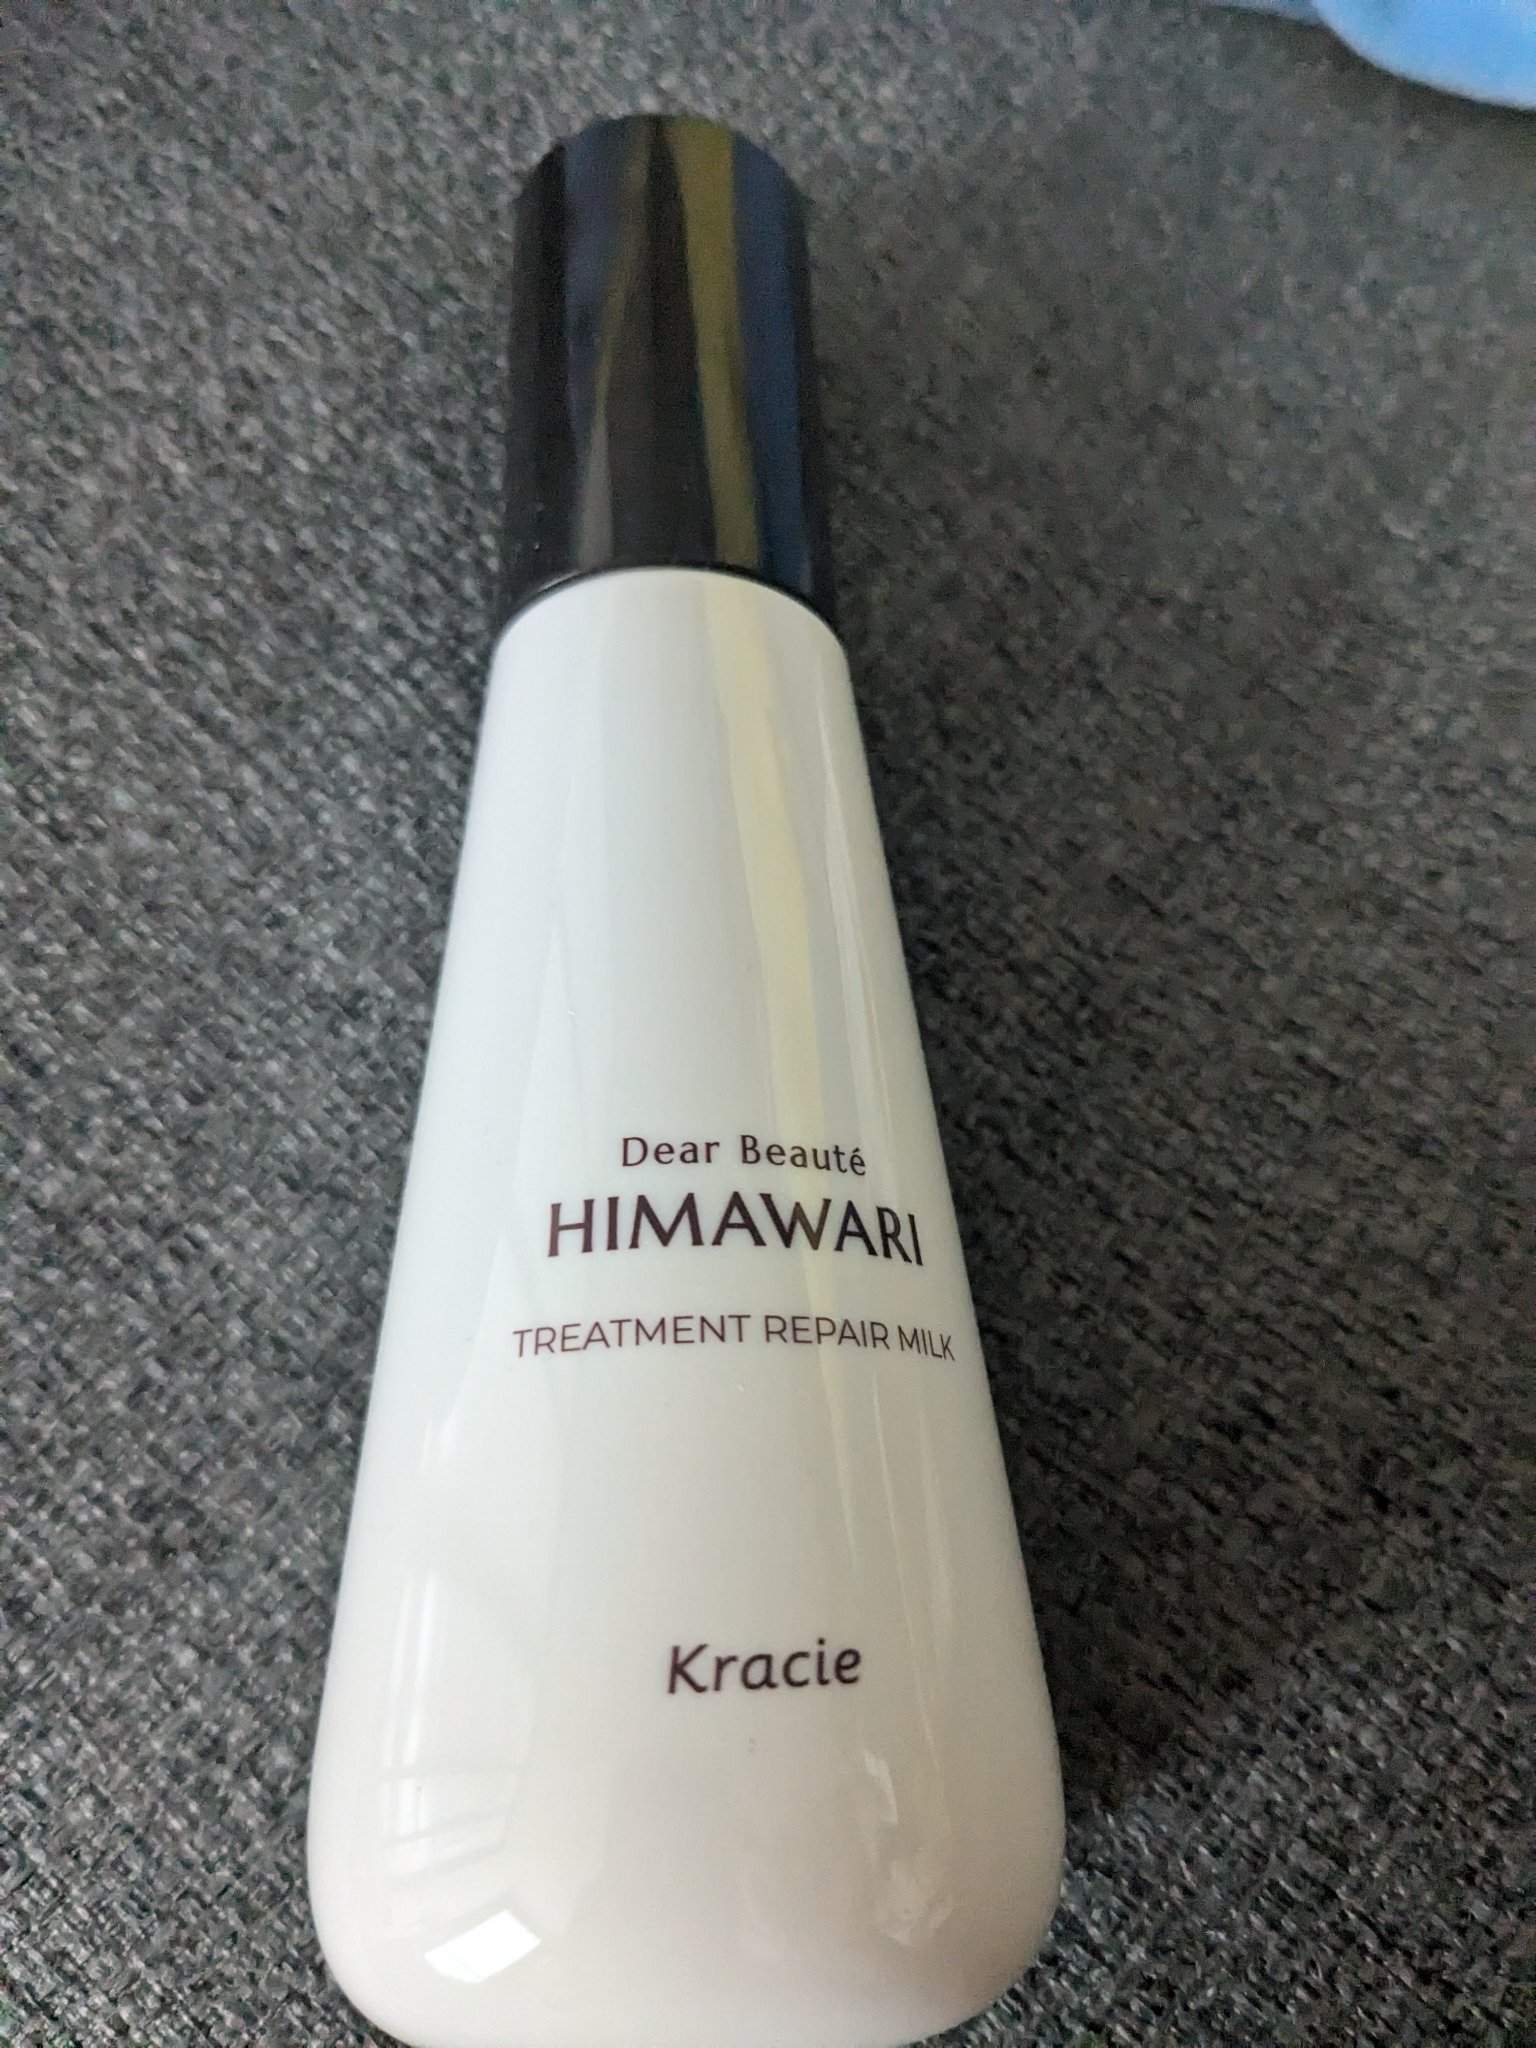 Dear Beauté
HIMAWARI
TREATMENT REPAIR MILK
Kracie